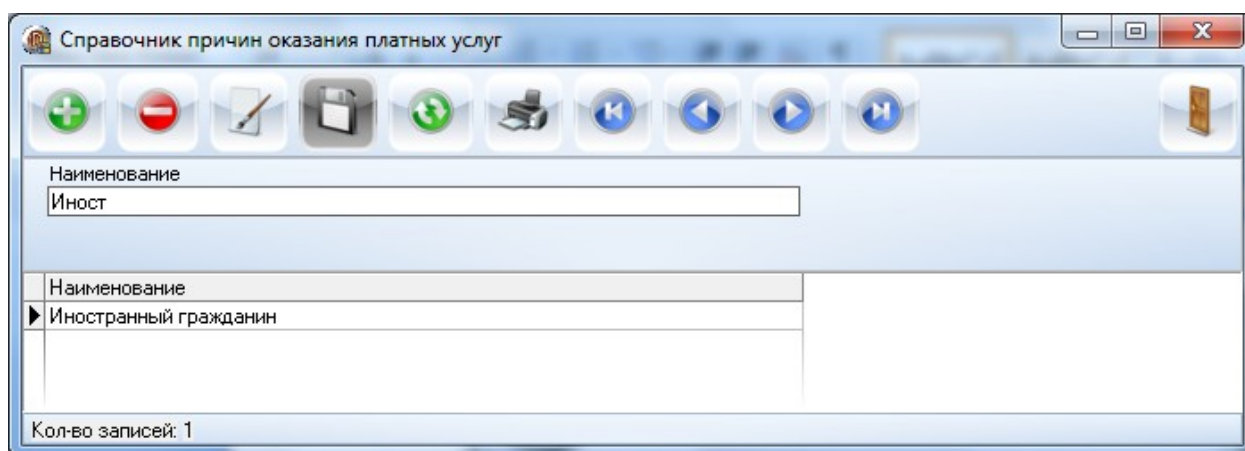 Справочник причин оказания платных услуг
Наименование
Иност
Наименование
Иностранный гражданин
Кол-во записей: 1